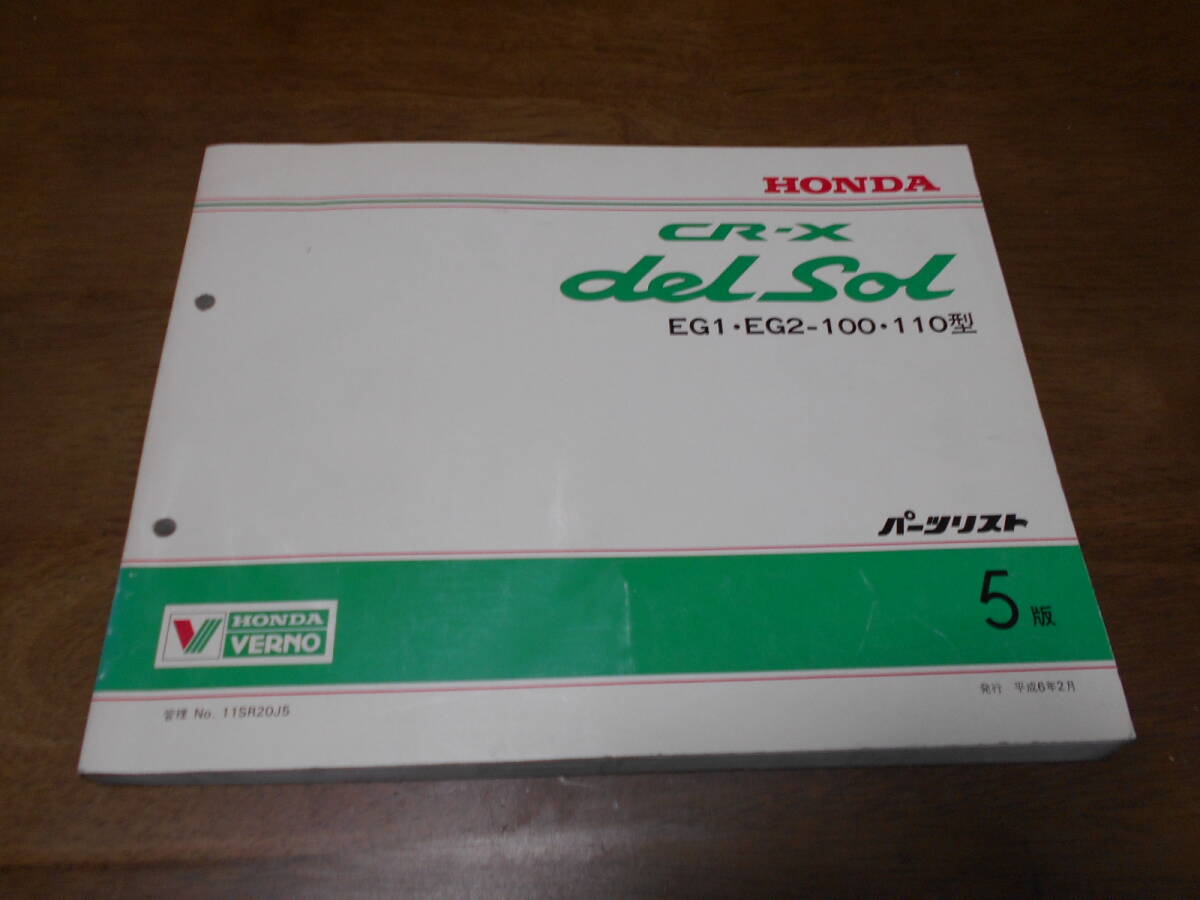 HONDA
CR-X
del Sol
EG1・EG2-100・110型
パーツリスト
5版
HONDA
VERNO
発行 平成6年2月
管理 No. 11SR20J5